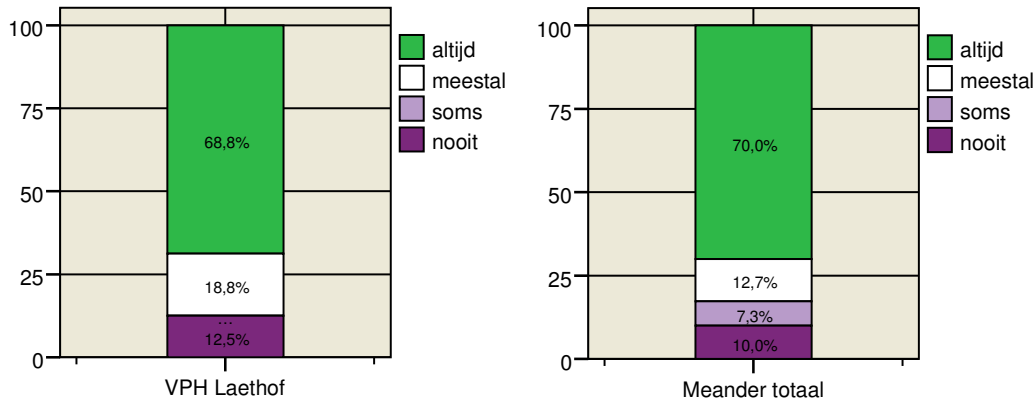 100
75
50
25
0
68,8%
18,8%
...
12,5%
VPH Laethof
altijd
meestal
soms
nooit
100
75
50
25
0
70,0%
12,7%
7,3%
10,0%
Meander totaal
altijd
meestal
soms
nooit